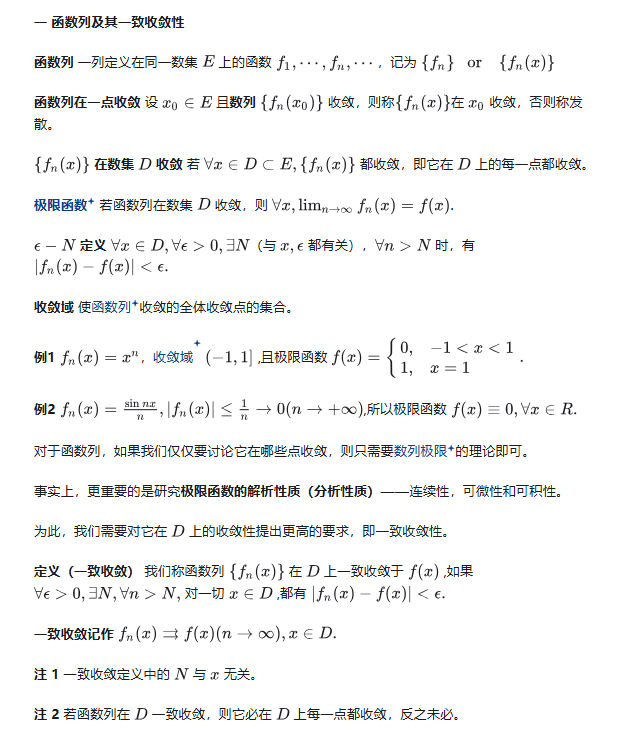 一 函数列及其一致收敛性
函数列 一列定义在同一数集 $E$ 上的函数 $f_1,\cdots,f_n,\cdots$，记为 $\{f_n\}$ or $\{f_n(x)\}$
函数列在一点收敛 设 $x_0 \in E$ 且数列 $\{f_n(x_0)\}$ 收敛，则称$\{f_n(x)\}$在 $x_0$ 收敛，否则称发
散。
$\{f_n(x)\}$ 在数集 $D$ 收敛 若 $\forall x \in D \subset E, \{f_n(x)\}$ 都收敛，即它在 $D$ 上的每一点都收敛。
极限函数 若函数列在数集 $D$ 收敛，则 $\forall x, \lim_{n\to\infty} f_n(x) = f(x)$.
$\epsilon - N$ 定义 $\forall x \in D, \forall \epsilon > 0, \exists N$（与 $x, \epsilon$ 都有关），$\forall n > N$ 时，有
$|f_n(x) - f(x)| < \epsilon$.
收敛域 使函数列收敛的全体收敛点的集合。
例1 $f_n(x) = x^n$，收敛域 $(-1,1]$ ,且极限函数 $f(x) = \begin{cases} 0, & -1 < x < 1 \\ 1, & x = 1 \end{cases}$.
例2 $f_n(x) = \frac{\sin nx}{n}, |f_n(x)| \leq \frac{1}{n} \to 0(n \to +\infty)$,所以极限函数 $f(x) \equiv 0, \forall x \in R$.
对于函数列，如果我们仅仅要讨论它在哪些点收敛，则只需要数列极限的理论即可。
事实上，更重要的是研究极限函数的解析性质（分析性质）——连续性，可微性和可积性。
为此，我们需要对它在 $D$ 上的收敛性提出更高的要求，即一致收敛性。
定义（一致收敛） 我们称函数列 $\{f_n(x)\}$ 在 $D$ 上一致收敛于 $f(x)$ ,如果
$\forall \epsilon > 0, \exists N, \forall n > N,$ 对一切 $x \in D$ ,都有 $|f_n(x) - f(x)| < \epsilon$.
一致收敛记作 $f_n(x) \rightrightarrows f(x)(n \to \infty), x \in D$.
注 1 一致收敛定义中的 $N$ 与 $x$ 无关。
注 2 若函数列在 $D$ 一致收敛，则它必在 $D$ 上每一点都收敛，反之未必。